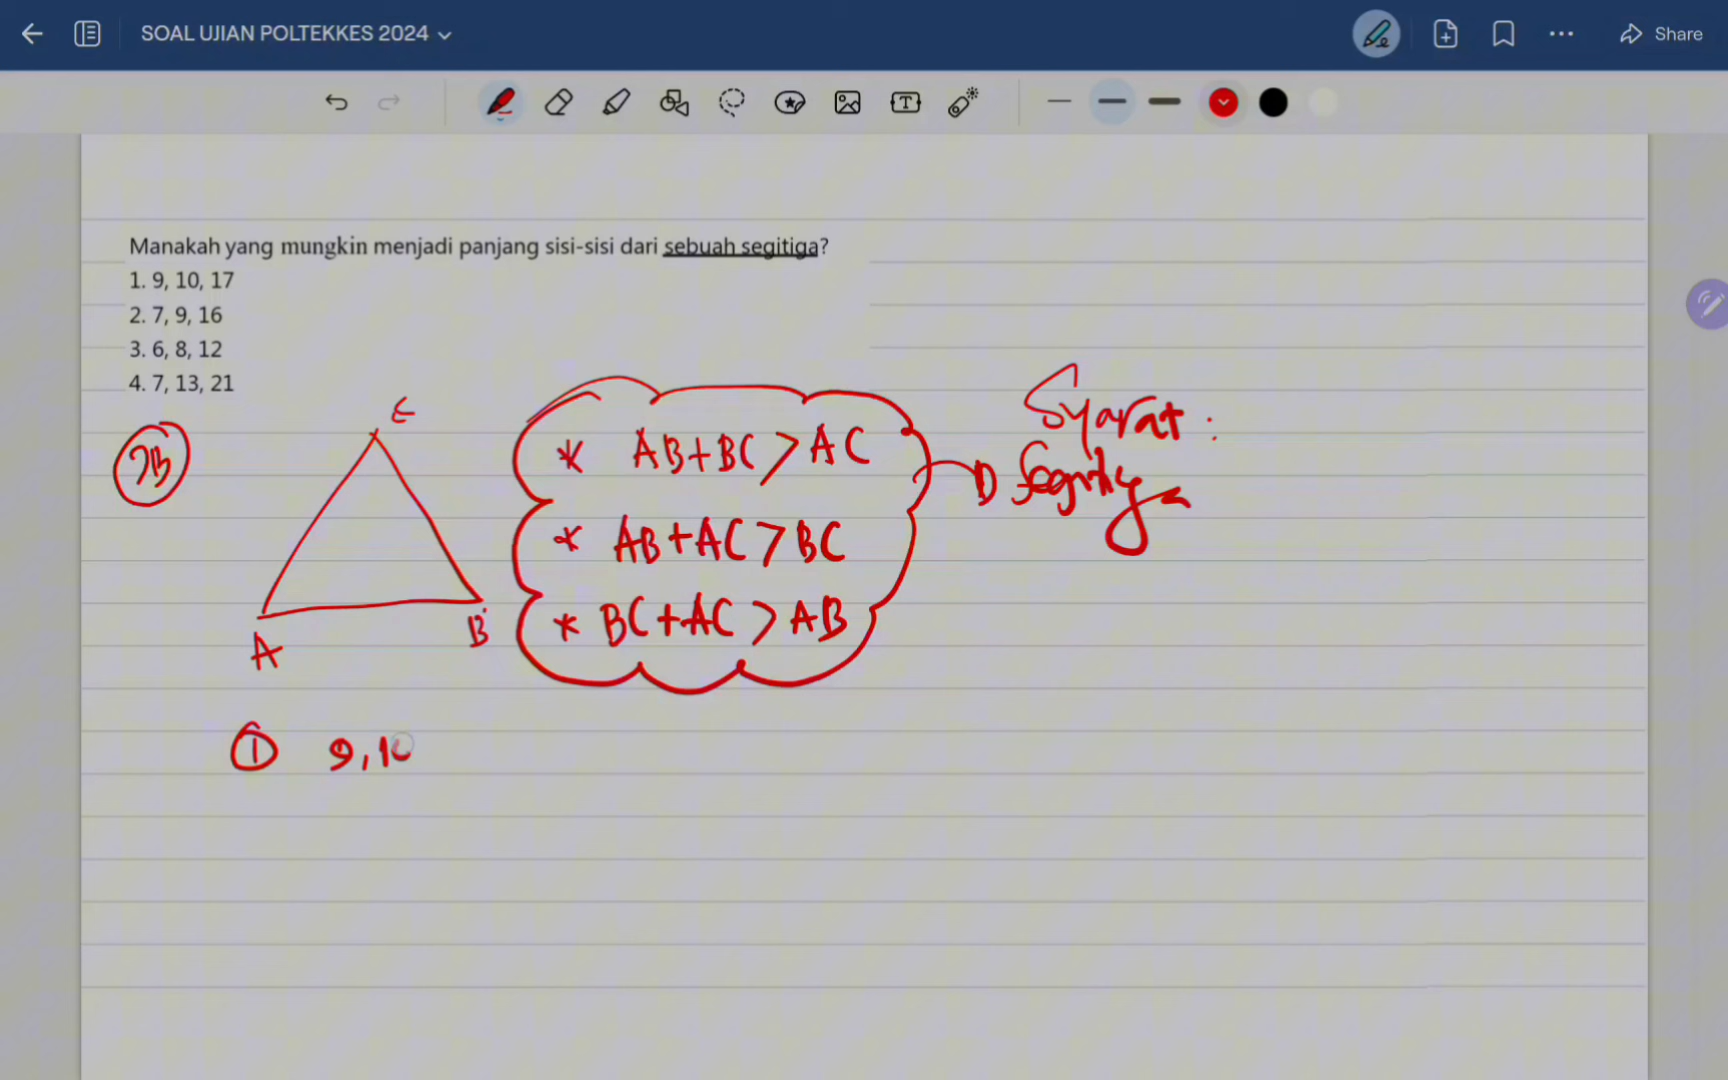 SOAL UJIAN POLTEKKES 2024
Share
Manakah yang mungkin menjadi panjang sisi-sisi dari sebuah segitiga?
1. 9, 10, 17
2. 7, 9, 16
3. 6, 8, 12
4. 7, 13, 21
JB
A
B
* AB+BC>AC
* AB+AC>BC
* BC+AC>AB
Syarat :
Segitiga
① 9, 10